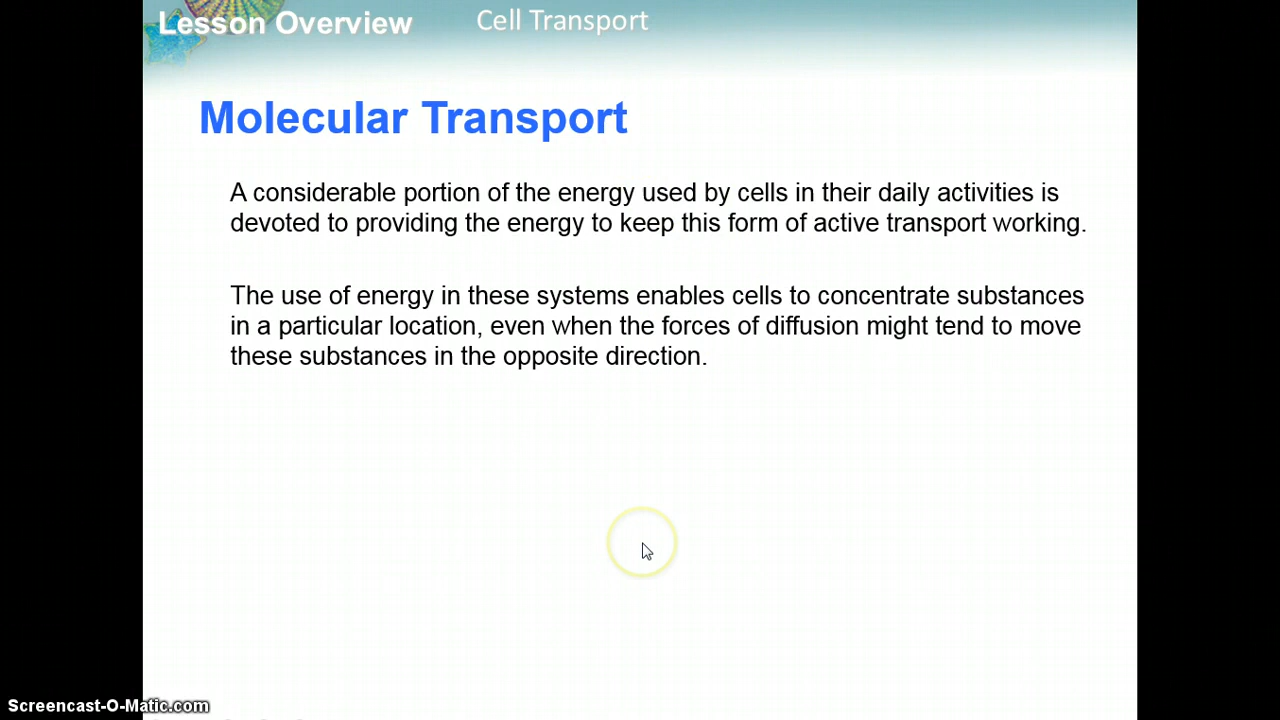 Lesson Overview
Cell Transport
Molecular Transport
A considerable portion of the energy used by cells in their daily activities is
devoted to providing the energy to keep this form of active transport working.
The use of energy in these systems enables cells to concentrate substances
in a particular location, even when the forces of diffusion might tend to move
these substances in the opposite direction.
Screencast-O-Matic.com